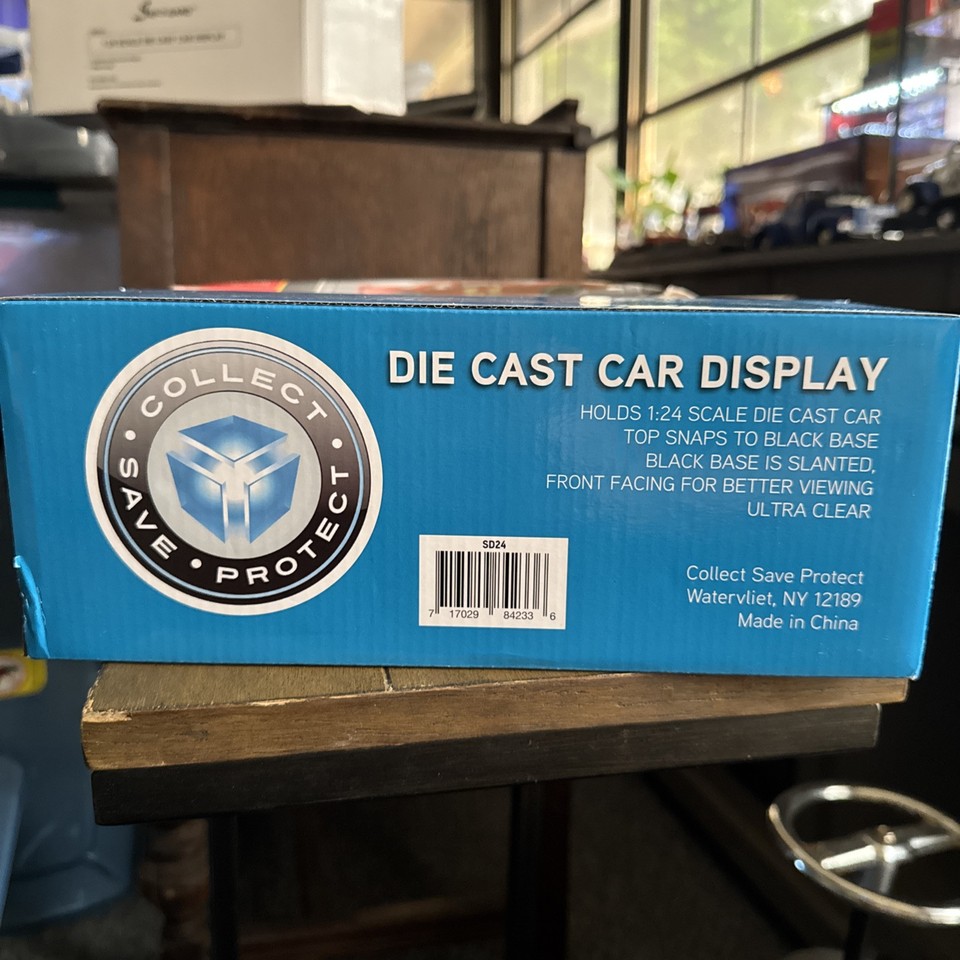 DIE CAST CAR DISPLAY
HOLDS 1:24 SCALE DIE CAST CAR
TOP SNAPS TO BLACK BASE
BLACK BASE IS SLANTED,
FRONT FACING FOR BETTER VIEWING
ULTRA CLEAR
COLLECT • PROTECT • SAVE •
SD24
7 17029 84233 6
Collect Save Protect
Watervliet, NY 12189
Made in China